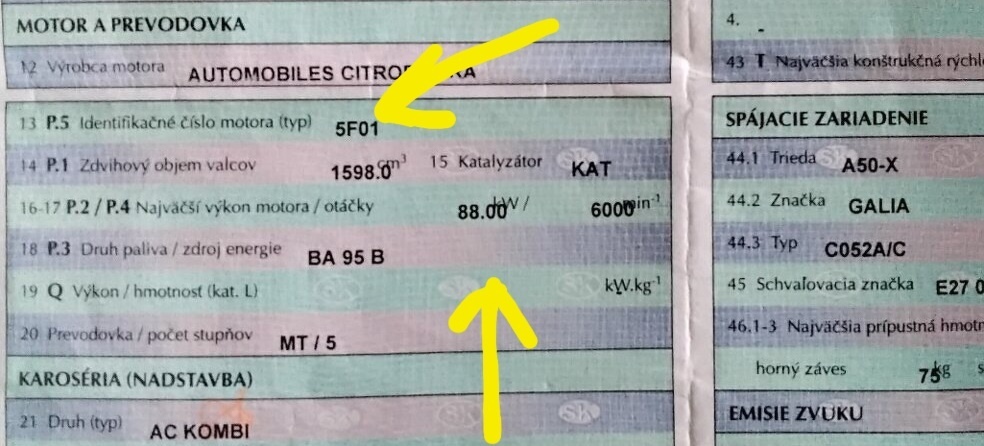 MOTOR A PREVODOVKA
12 Výrobca motora AUTOMOBILES CITRO
13 P.5 Identifikačné číslo motora (typ) 5F01
14 P.1 Zdvihový objem valcov 1598.0 cm³ 15 Katalyzátor KAT
16-17 P.2 / P.4 Najväčší výkon motora / otáčky 88.00 kW / 6000 min⁻¹
18 P.3 Druh paliva / zdroj energie BA 95 B
19 Q Výkon / hmotnosť (kat. L) kW.kg⁻¹
20 Prevodovka / počet stupňov MT / 5
KAROSÉRIA (NADSTAVBA)
21 Druh (typ) AC KOMBI
4. -
43 T Najväčšia konštrukčná rýchl
SPÁJACIE ZARIADENIE
44.1 Trieda A50-X
44.2 Značka GALIA
44.3 Typ C052A/C
45 Schvaľovacia značka E27 0
46.1-3 Najväčšia prípustná hmotn
horný záves 75 kg s
EMISIE ZVUKU